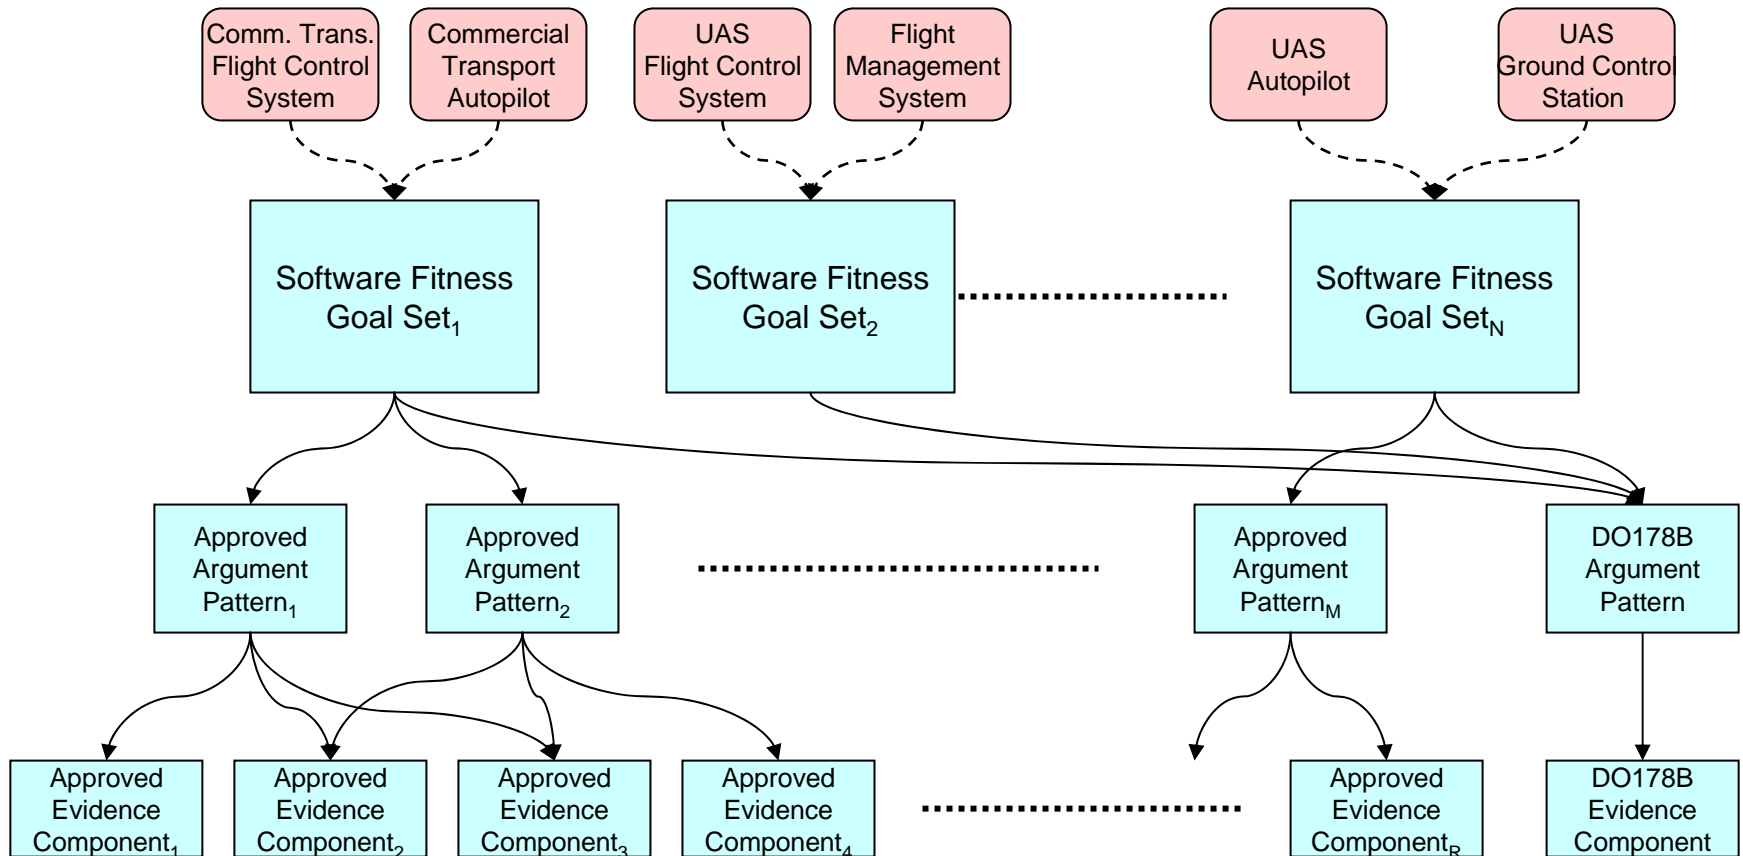 Comm. Trans.
Flight Control
System
Commercial
Transport
Autopilot
UAS
Flight Control
System
Flight
Management
System
UAS
Autopilot
UAS
Ground Control
Station
Software Fitness
Goal Set1
Software Fitness
Goal Set2
Software Fitness
Goal SetN
Approved
Argument
Pattern1
Approved
Argument
Pattern2
Approved
Argument
PatternM
DO178B
Argument
Pattern
Approved
Evidence
Component1
Approved
Evidence
Component2
Approved
Evidence
Component3
Approved
Evidence
Component4
Approved
Evidence
ComponentR
DO178B
Evidence
Component